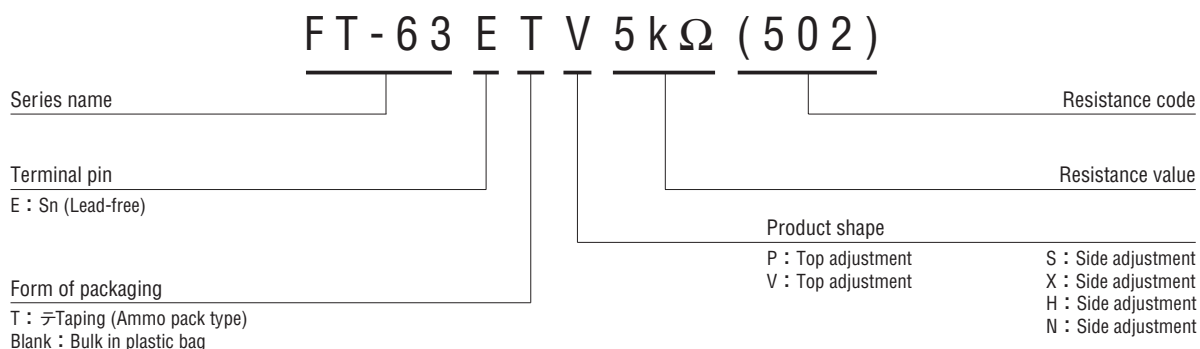 FT-63 E T V 5kΩ (502)
Series name
Resistance code
Terminal pin
Resistance value
E：Sn (Lead-free)
Product shape
P：Top adjustment
S：Side adjustment
V：Top adjustment
X：Side adjustment
H：Side adjustment
N：Side adjustment
Form of packaging
T：テTaping (Ammo pack type)
Blank：Bulk in plastic bag